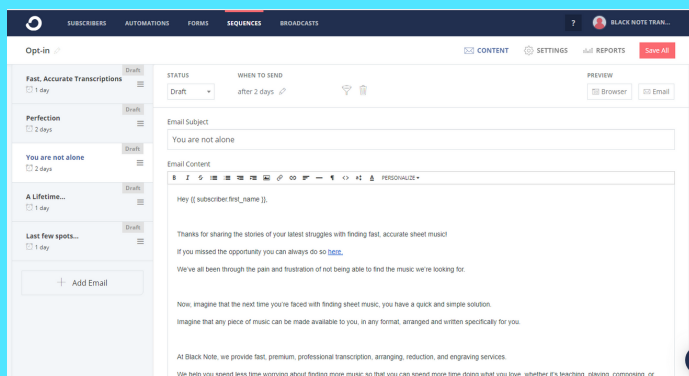 SUBSCRIBERS AUTOMATIONS FORMS SEQUENCES BROADCASTS ? BLACK NOTE TRAN...
Opt-in CONTENT SETTINGS REPORTS Save All
Draft
Fast, Accurate Transcriptions
1 day
Draft
Perfection
2 days
Draft
You are not alone
2 days
Draft
A Lifetime...
1 day
Draft
Last few spots...
1 day
+ Add Email
STATUS WHEN TO SEND PREVIEW
Draft after 2 days Browser Email
Email Subject
You are not alone
Email Content
B I S PERSONALIZE
Hey {{ subscriber.first_name }},
Thanks for sharing the stories of your latest struggles with finding fast, accurate sheet music!
If you missed the opportunity you can always do so here.
We've all been through the pain and frustration of not being able to find the music we're looking for.
Now, imagine that the next time you're faced with finding sheet music, you have a quick and simple solution.
Imagine that any piece of music can be made available to you, in any format, arranged and written specifically for you.
At Black Note, we provide fast, premium, professional transcription, arranging, reduction, and engraving services.
We help you spend less time worrying about finding more music so that you can spend more time doing what you love, whether it's teaching, playing, composing, or